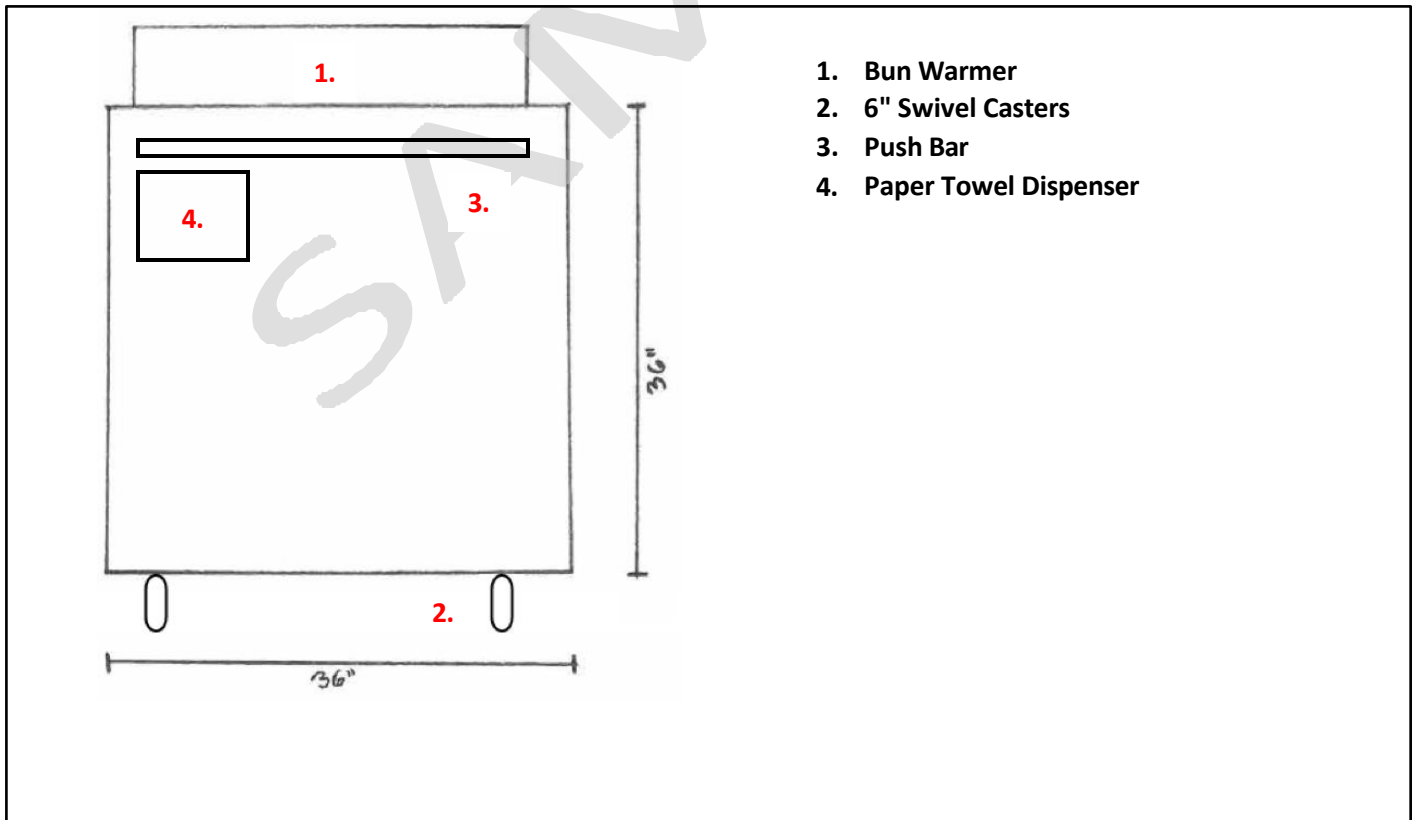 1.
1. Bun Warmer
2. 6" Swivel Casters
3. Push Bar
4. Paper Towel Dispenser
3.
4.
36"
2.
36"
SAM